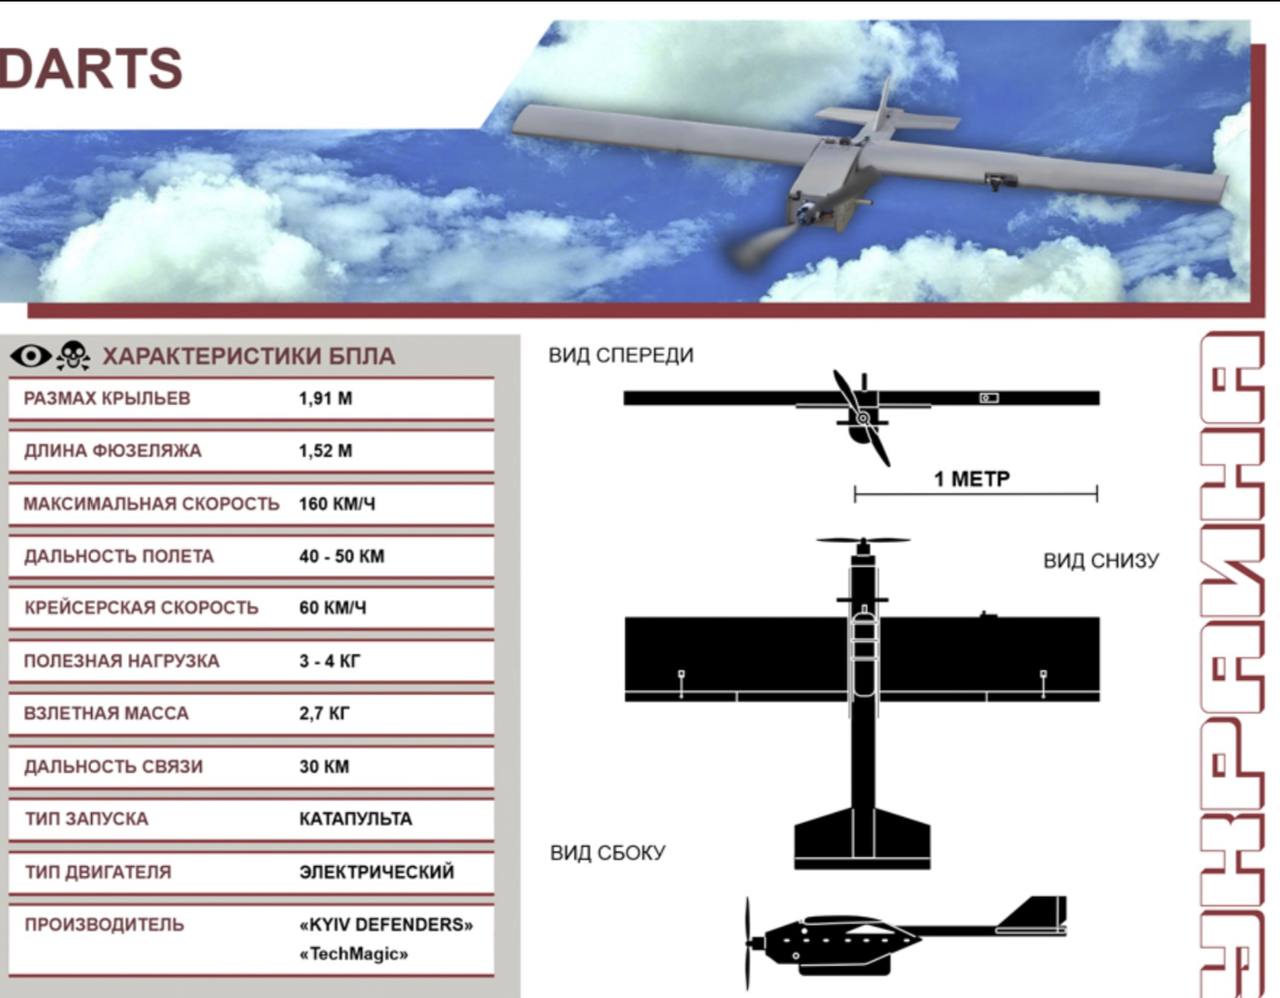 DARTS
ХАРАКТЕРИСТИКИ БПЛА
РАЗМАХ КРЫЛЬЕВ 1,91 М
ДЛИНА ФЮЗЕЛЯЖА 1,52 М
МАКСИМАЛЬНАЯ СКОРОСТЬ 160 КМ/Ч
ДАЛЬНОСТЬ ПОЛЕТА 40 - 50 КМ
КРЕЙСЕРСКАЯ СКОРОСТЬ 60 КМ/Ч
ПОЛЕЗНАЯ НАГРУЗКА 3 - 4 КГ
ВЗЛЕТНАЯ МАССА 2,7 КГ
ДАЛЬНОСТЬ СВЯЗИ 30 КМ
ТИП ЗАПУСКА КАТАПУЛЬТА
ТИП ДВИГАТЕЛЯ ЭЛЕКТРИЧЕСКИЙ
ПРОИЗВОДИТЕЛЬ «KYIV DEFENDERS»
«TechMagic»
ВИД СПЕРЕДИ
1 МЕТР
ВИД СНИЗУ
ВИД СБОКУ
УКРАИНА